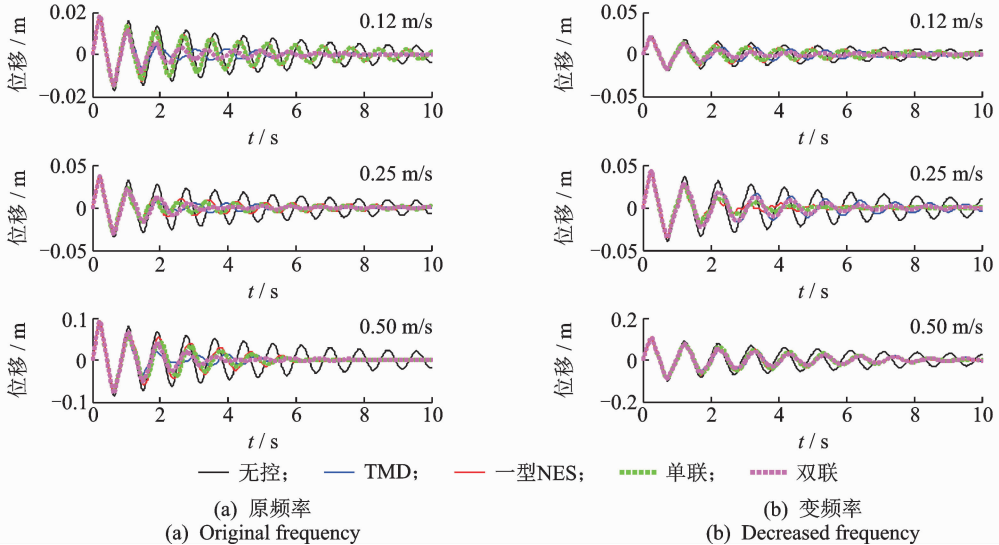 0.02
0.12 m/s
位移 / m
0
−0.02
0 2 4 6 8 10
t / s
0.05
0.25 m/s
位移 / m
0
−0.05
0 2 4 6 8 10
t / s
0.1
0.50 m/s
位移 / m
0
−0.1
0 2 4 6 8 10
t / s
0.05
0.12 m/s
位移 / m
0
−0.05
0 2 4 6 8 10
t / s
0.05
0.25 m/s
位移 / m
0
−0.05
0 2 4 6 8 10
t / s
0.2
0.50 m/s
位移 / m
0
−0.2
0 2 4 6 8 10
t / s
无控; TMD; 一型NES; 单联; 双联
(a) 原频率
(a) Original frequency
(b) 变频率
(b) Decreased frequency